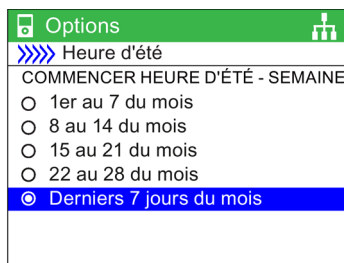 Options
Heure d'été
COMMENCER HEURE D'ÉTÉ - SEMAINE
1er au 7 du mois
8 au 14 du mois
15 au 21 du mois
22 au 28 du mois
Derniers 7 jours du mois